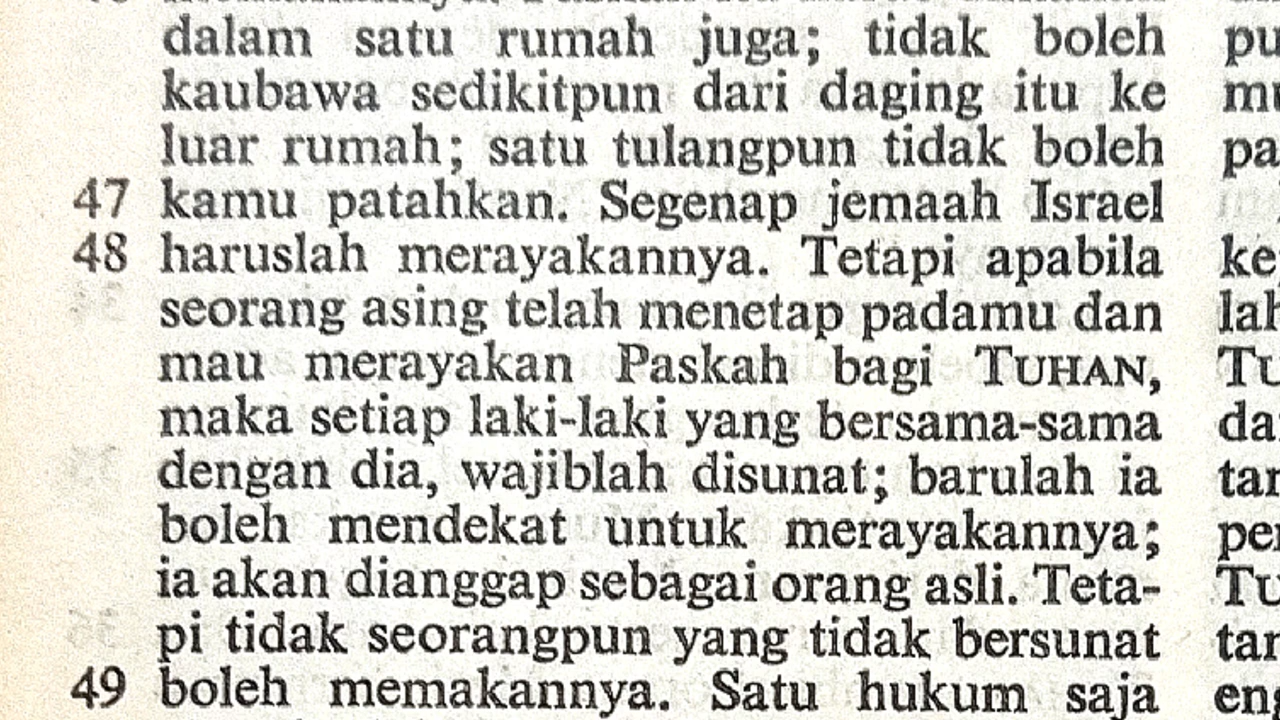 dalam satu rumah juga; tidak boleh
kaubawa sedikitpun dari daging itu ke
luar rumah; satu tulangpun tidak boleh
47 kamu patahkan. Segenap jemaah Israel
48 haruslah merayakannya. Tetapi apabila
seorang asing telah menetap padamu dan
mau merayakan Paskah bagi TUHAN,
maka setiap laki-laki yang bersama-sama
dengan dia, wajiblah disunat; barulah ia
boleh mendekat untuk merayakannya;
ia akan dianggap sebagai orang asli. Teta-
pi tidak seorangpun yang tidak bersunat
49 boleh memakannya. Satu hukum saja